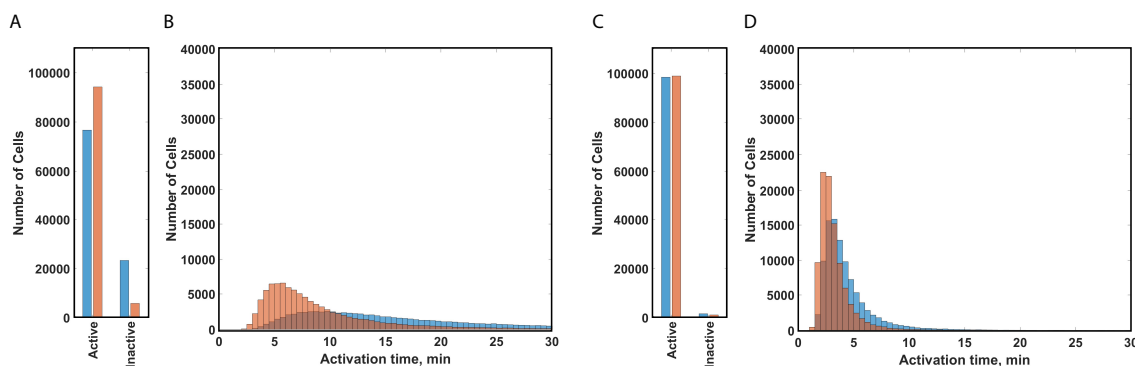 A
Number of Cells
100000
80000
60000
40000
20000
0
Active
Inactive
B
Number of Cells
40000
35000
30000
25000
20000
15000
10000
5000
0
0 5 10 15 20 25 30
Activation time, min
C
Number of Cells
100000
80000
60000
40000
20000
0
Active
Inactive
D
Number of Cells
40000
35000
30000
25000
20000
15000
10000
5000
0
0 5 10 15 20 25 30
Activation time, min